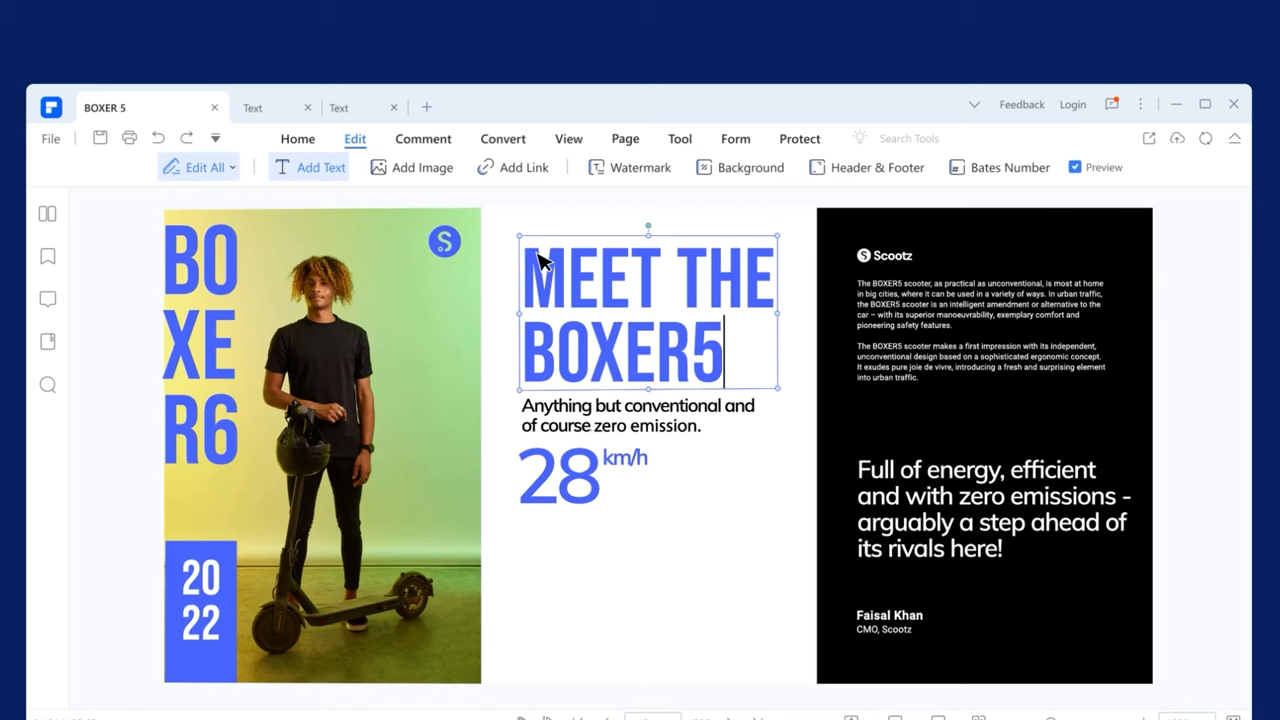 BOXER 5
Text
Text
Feedback
Login
File
Home
Edit
Comment
Convert
View
Page
Tool
Form
Protect
Search Tools
Edit All
Add Text
Add Image
Add Link
Watermark
Background
Header & Footer
Bates Number
Preview
BO
XE
R6
S
20
22
MEET THE
BOXER5
Anything but conventional and
of course zero emission.
28 km/h
Scootz
The BOXER5 scooter, as practical as unconventional, is most at home
in big cities, where it can be used in a variety of ways. In urban traffic,
the BOXER5 scooter is an intelligent amendment or alternative to the
car – with its superior manoeuvrability, exemplary comfort and
pioneering safety features.
The BOXER5 scooter makes a first impression with its independent,
unconventional design based on a sophisticated ergonomic concept.
It exudes pure joie de vivre, introducing a fresh and surprising element
into urban traffic.
Full of energy, efficient
and with zero emissions -
arguably a step ahead of
its rivals here!
Faisal Khan
CMO, Scootz